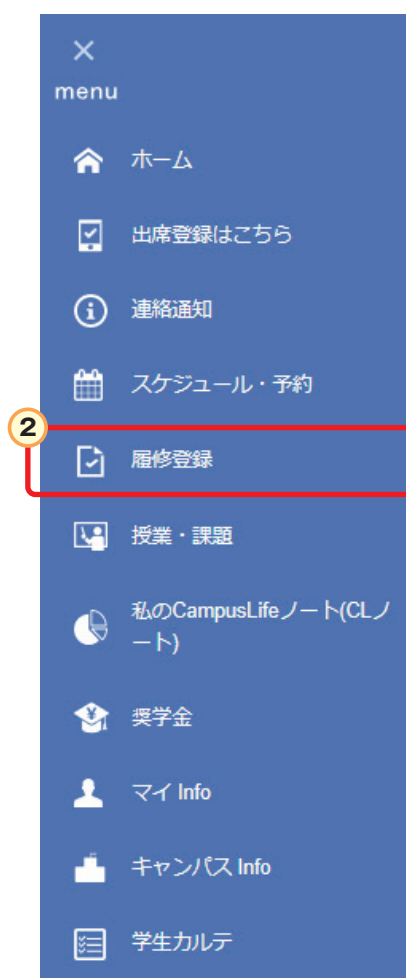 menu
ホーム
出席登録はこちら
連絡通知
スケジュール・予約
2
履修登録
授業・課題
私のCampusLifeノート(CLノ
ート)
奨学金
マイ Info
キャンパス Info
学生カルテ